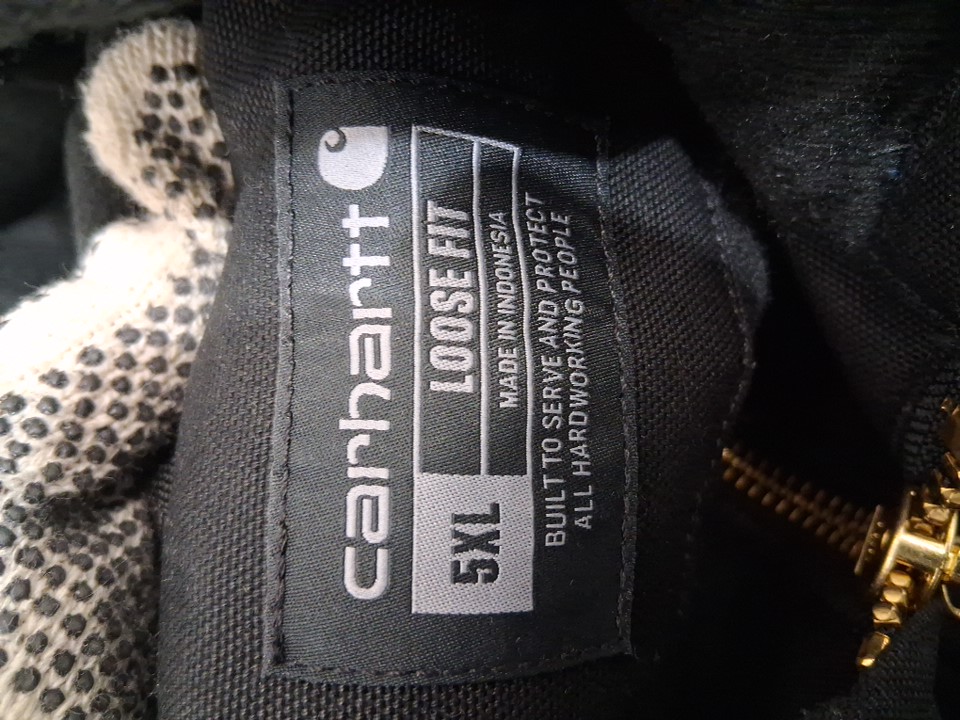 carhartt
5XL
LOOSE FIT
MADE IN INDONESIA
BUILT TO SERVE AND PROTECT
ALL HARDWORKING PEOPLE